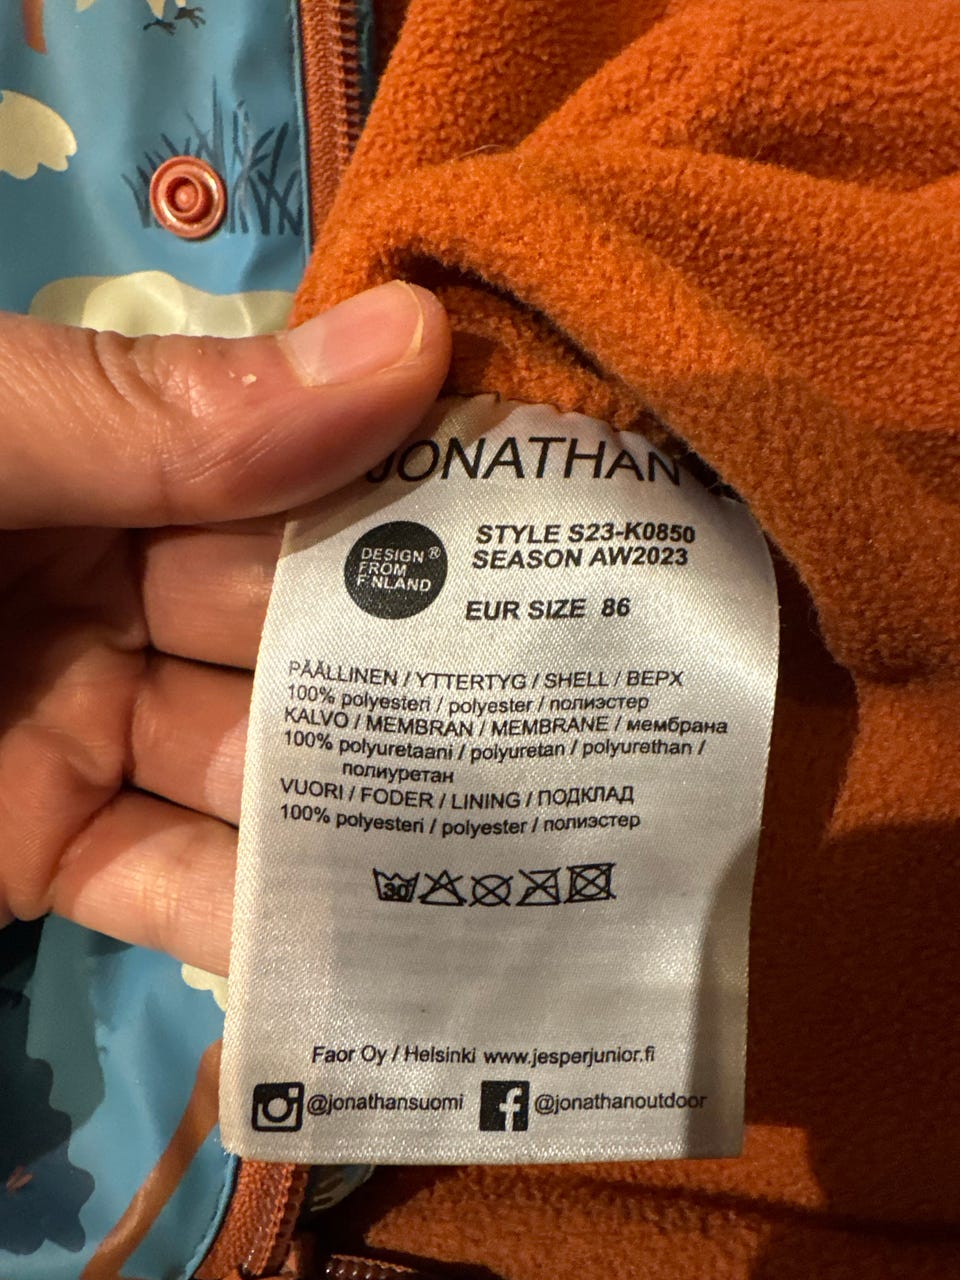 JONATHAN
DESIGN ®
FROM
FINLAND
STYLE S23-K0850
SEASON AW2023
EUR SIZE 86
PÄÄLLINEN / YTTERTYG / SHELL / ВЕРХ
100% polyesteri / polyester / полиэстер
KALVO / MEMBRAN / MEMBRANE / мембрана
100% polyuretaani / polyuretan / polyurethan /
полиуретан
VUORI / FODER / LINING / ПОДКЛАД
100% polyesteri / polyester / полиэстер
30
Faor Oy / Helsinki www.jesperjunior.fi
@jonathansuomi
@jonathanoutdoor